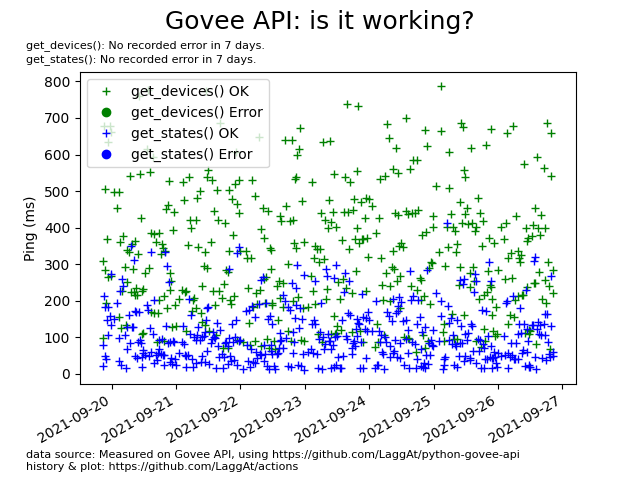 Govee API: is it working?
get_devices(): No recorded error in 7 days.
get_states(): No recorded error in 7 days.
800
700
600
500
400
300
200
100
0
Ping (ms)
get_devices() OK
get_devices() Error
get_states() OK
get_states() Error
2021-09-20
2021-09-21
2021-09-22
2021-09-23
2021-09-24
2021-09-25
2021-09-26
2021-09-27
data source: Measured on Govee API, using https://github.com/LaggAt/python-govee-api
history & plot: https://github.com/LaggAt/actions